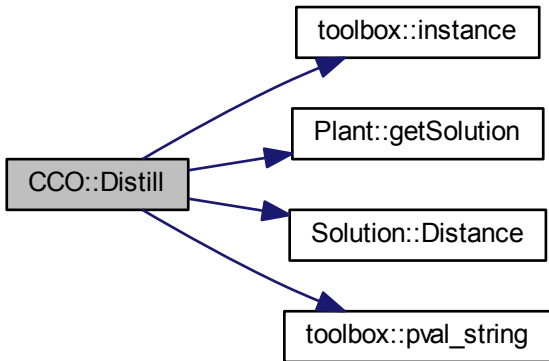 toolbox::instance
Plant::getSolution
CCO::Distill
Solution::Distance
toolbox::pval_string